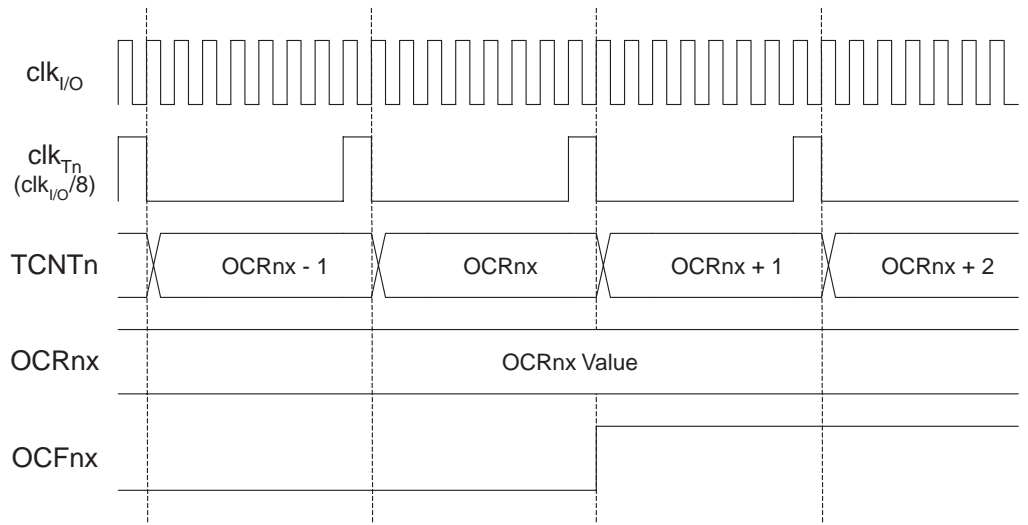 clkI/O
clkTn
(clkI/O/8)
TCNTn OCRnx - 1 OCRnx OCRnx + 1 OCRnx + 2
OCRnx OCRnx Value
OCFnx